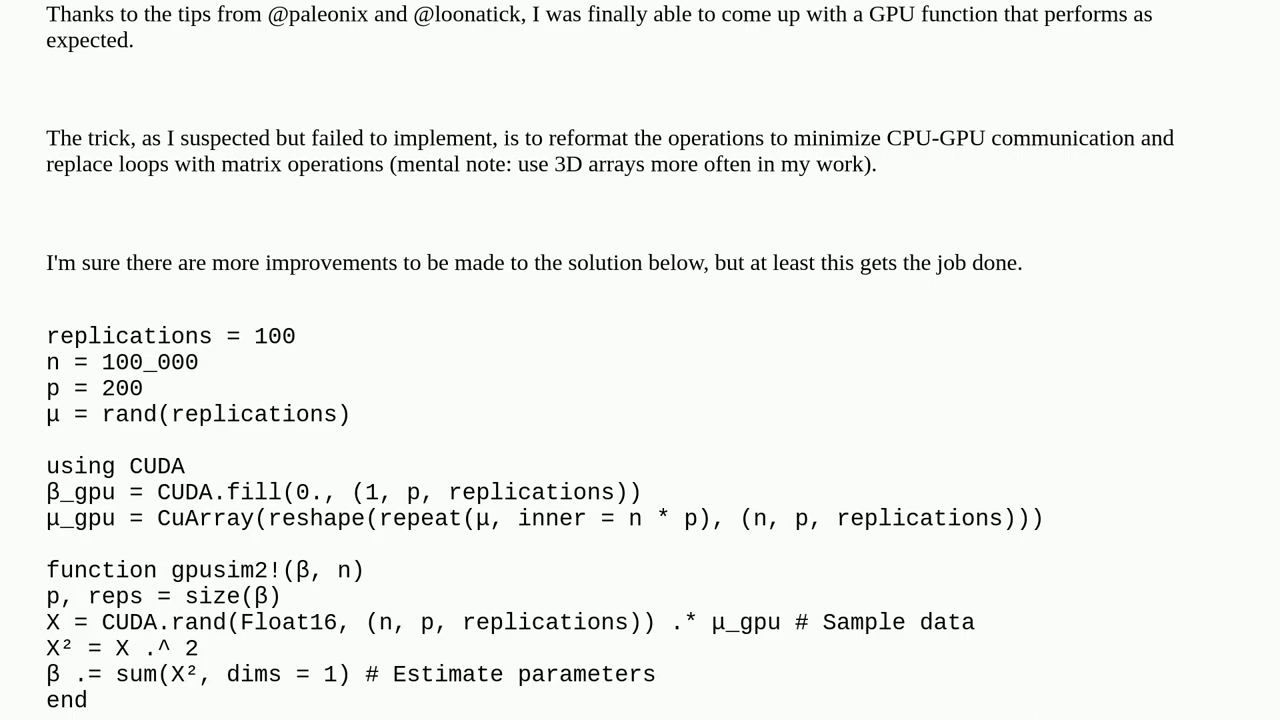 Thanks to the tips from @paleonix and @loonatick, I was finally able to come up with a GPU function that performs as
expected.
The trick, as I suspected but failed to implement, is to reformat the operations to minimize CPU-GPU communication and
replace loops with matrix operations (mental note: use 3D arrays more often in my work).
I'm sure there are more improvements to be made to the solution below, but at least this gets the job done.
replications = 100
n = 100_000
p = 200
μ = rand(replications)
using CUDA
β_gpu = CUDA.fill(0., (1, p, replications))
μ_gpu = CuArray(reshape(repeat(μ, inner = n * p), (n, p, replications)))
function gpusim2!(β, n)
p, reps = size(β)
X = CUDA.rand(Float16, (n, p, replications)) .* μ_gpu # Sample data
X² = X .^ 2
β .= sum(X², dims = 1) # Estimate parameters
end